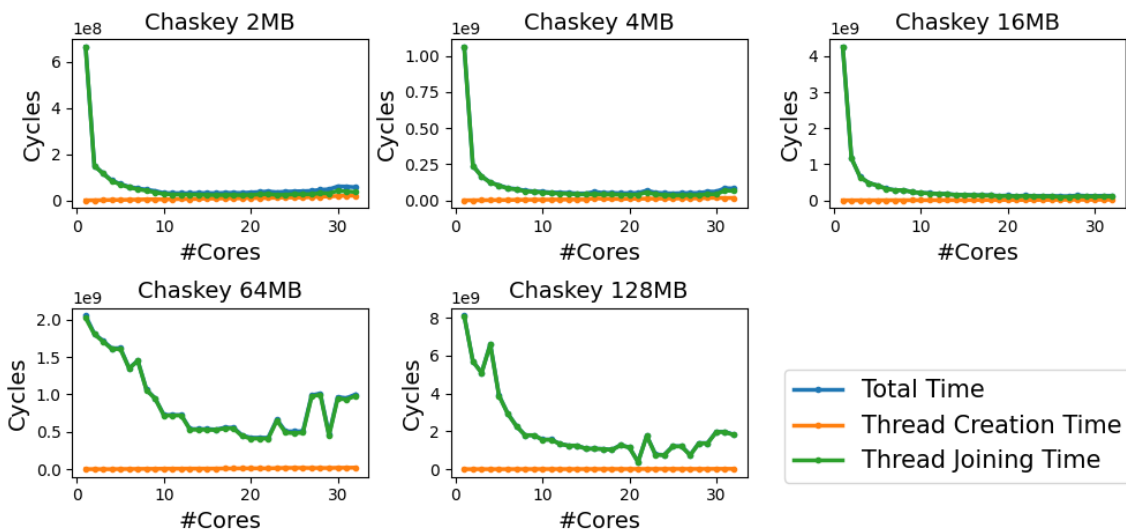 Chaskey 2MB
1e8
6
4
2
0
Cycles
0
10
20
30
#Cores
Chaskey 4MB
1e9
1.00
0.75
0.50
0.25
0.00
Cycles
0
10
20
30
#Cores
Chaskey 16MB
1e9
4
3
2
1
0
Cycles
0
10
20
30
#Cores
Chaskey 64MB
1e9
2.0
1.5
1.0
0.5
0.0
Cycles
0
10
20
30
#Cores
Chaskey 128MB
1e9
8
6
4
2
0
Cycles
0
10
20
30
#Cores
Total Time
Thread Creation Time
Thread Joining Time